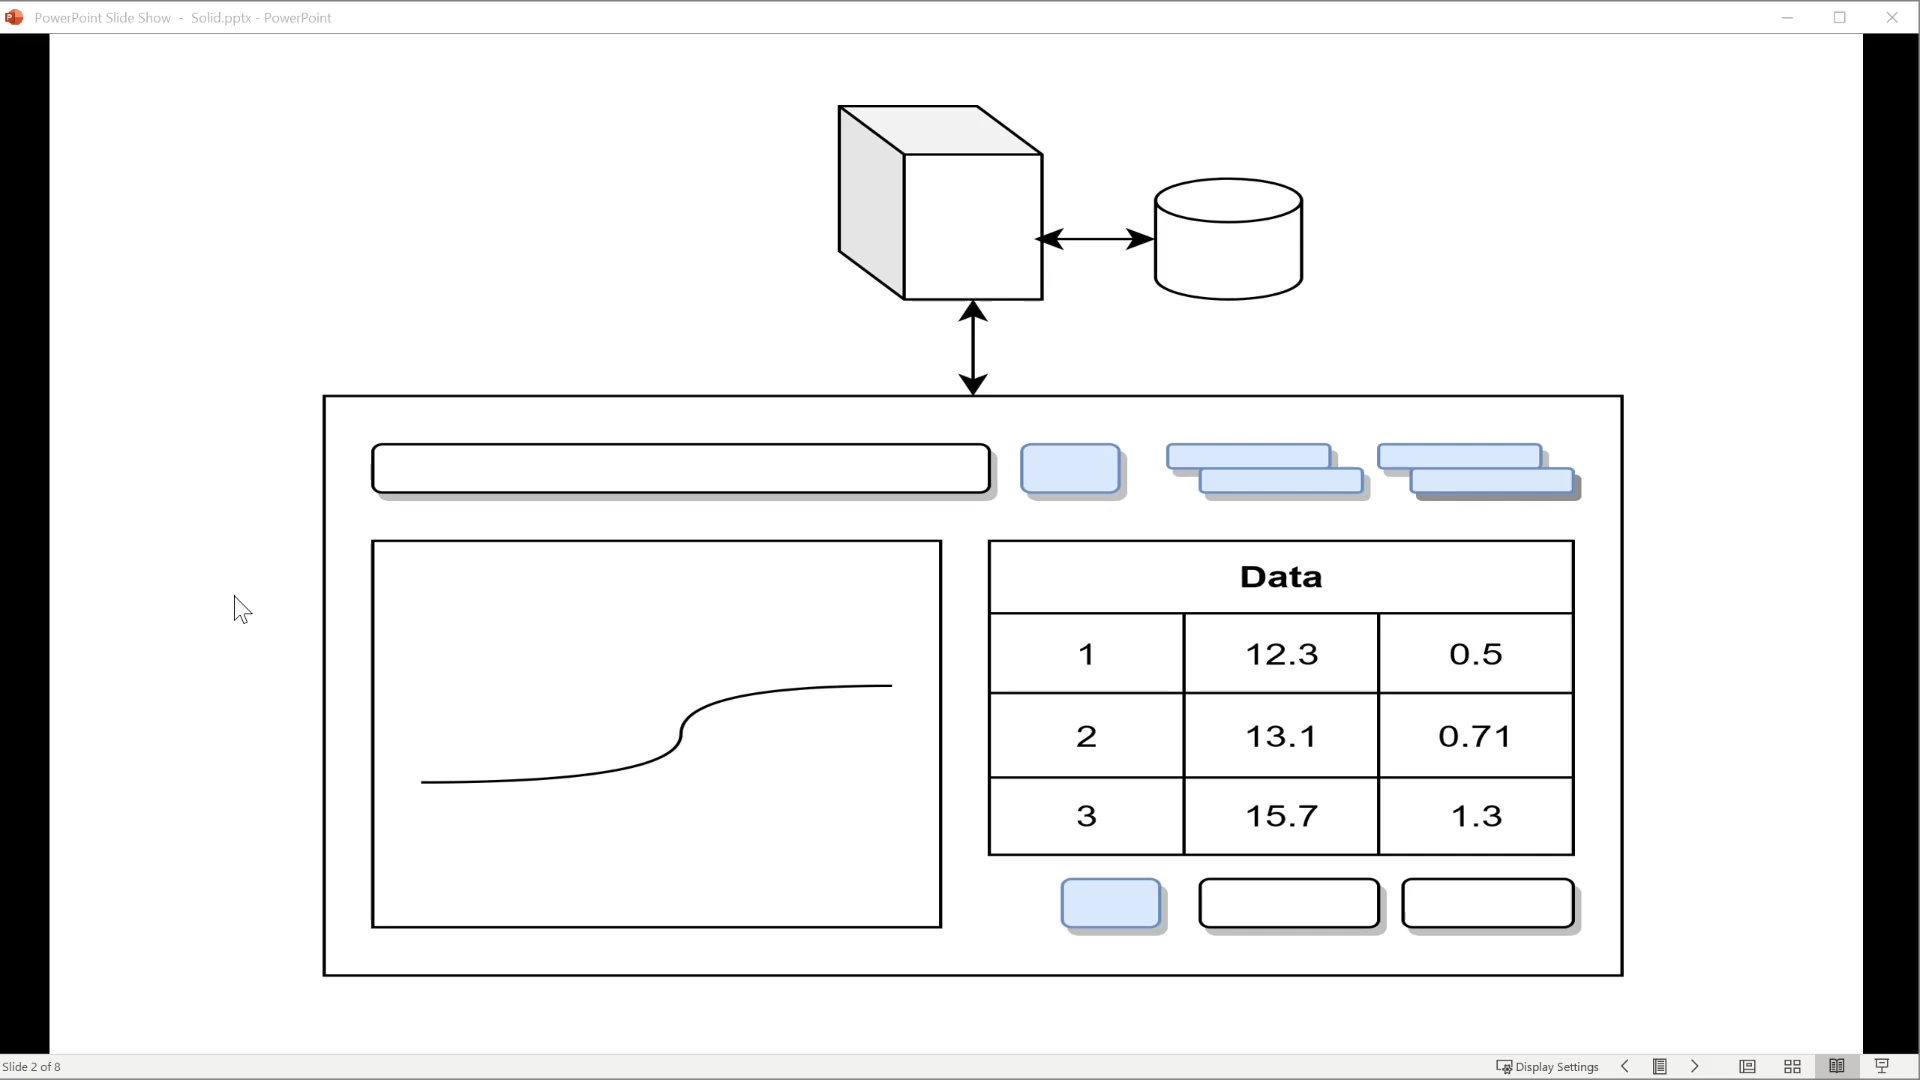 PowerPoint Slide Show - Solid.pptx - PowerPoint
Data
1 12.3 0.5
2 13.1 0.71
3 15.7 1.3
Slide 2 of 8
Display Settings